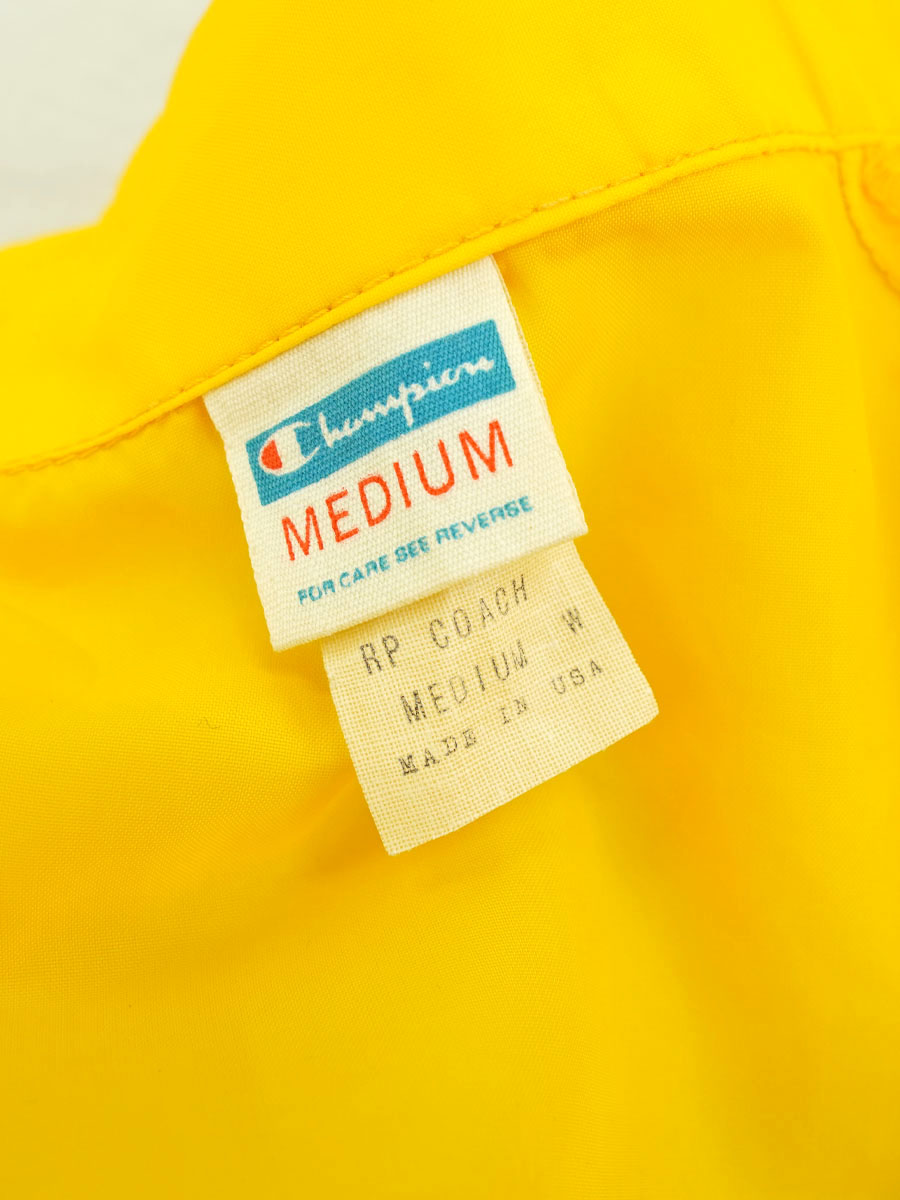 Champion
MEDIUM
FOR CARE SEE REVERSE
RP COACH
MEDIUM W
MADE IN USA